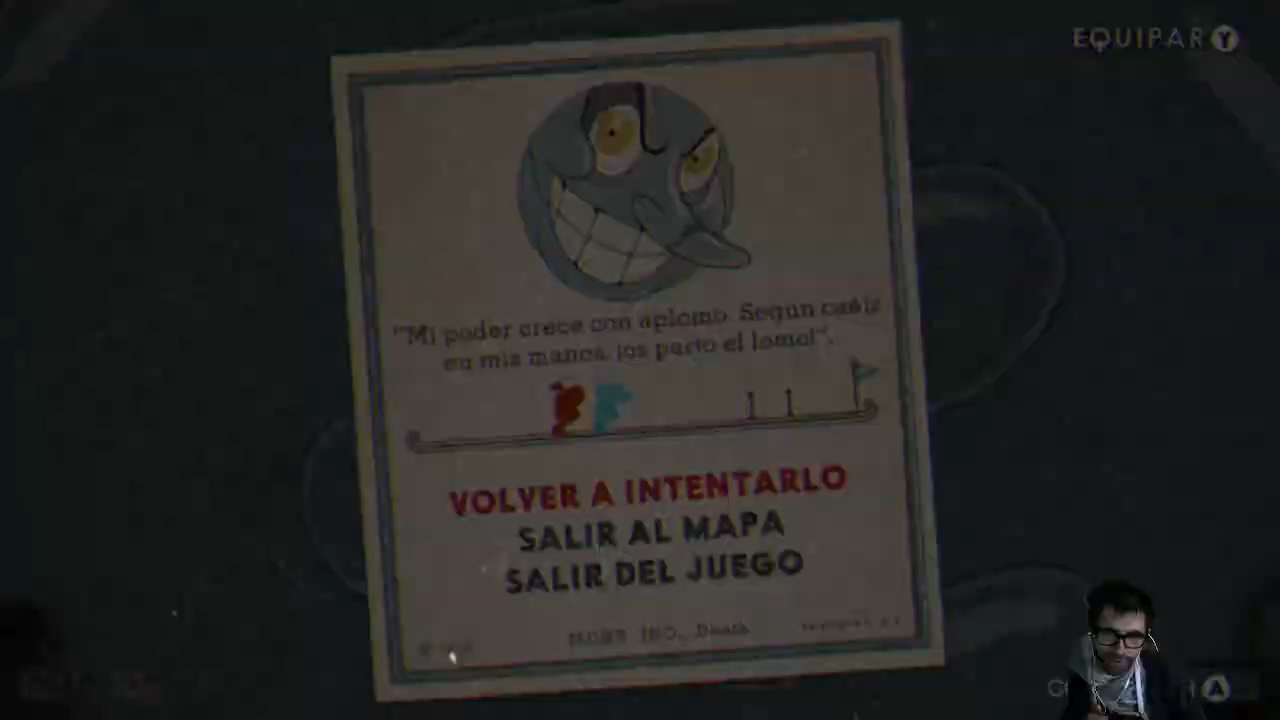 EQUIPAR Y
"Mi poder crece con aplomo. Segun caéis
en mis manos, ¡os parto el lomo!".
VOLVER A INTENTARLO
SALIR AL MAPA
SALIR DEL JUEGO
A